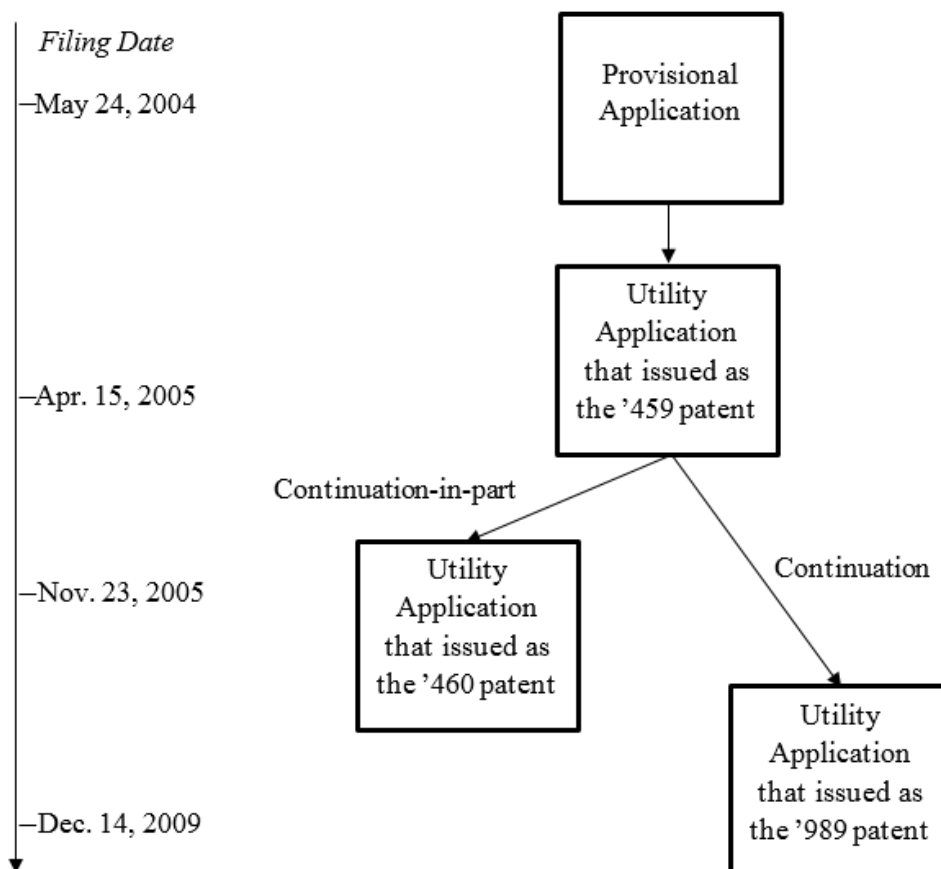 Filing Date
May 24, 2004
Provisional
Application
Utility
Application
that issued as
the ’459 patent
Apr. 15, 2005
Continuation-in-part
Continuation
Utility
Application
that issued as
the ’460 patent
Nov. 23, 2005
Utility
Application
that issued as
the ’989 patent
Dec. 14, 2009